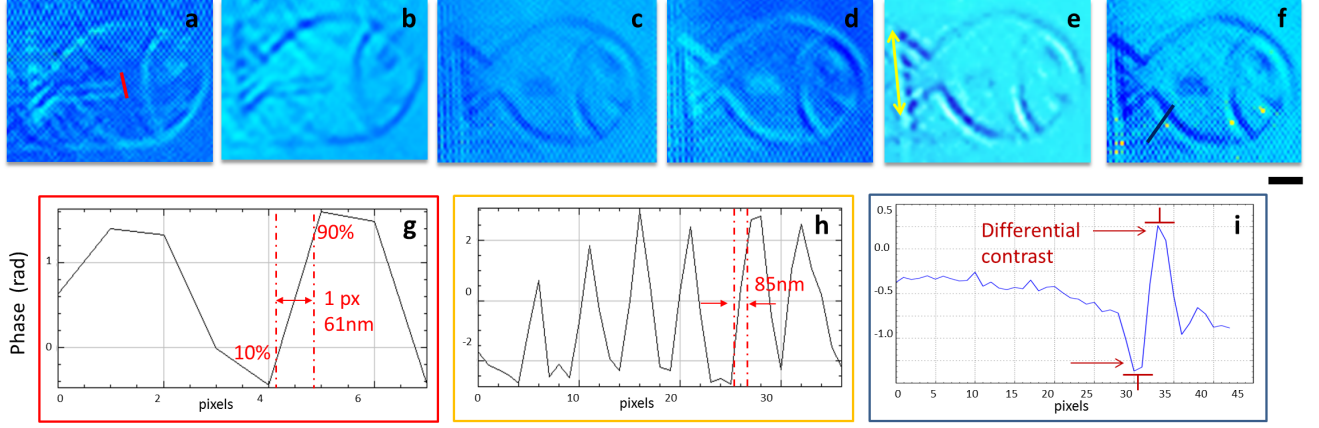 a
b
c
d
e
f
g
90%
1 px
61nm
10%
Phase (rad)
1
0
0
2
4
6
pixels
h
85nm
2
0
-2
0
10
20
30
pixels
i
Differential
contrast
0.5
0.0
-0.5
-1.0
0
5
10
15
20
25
30
35
40
45
pixels